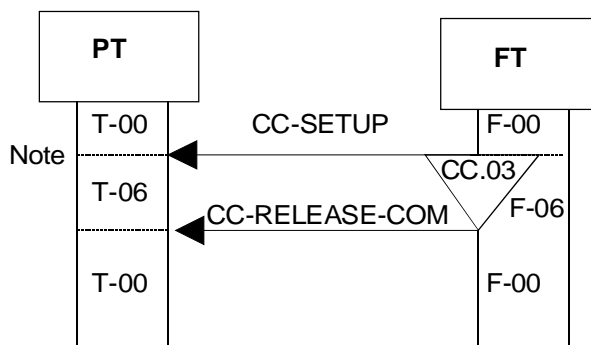 PT
FT
T-00
CC-SETUP
F-00
Note
CC.03
T-06
F-06
CC-RELEASE-COM
T-00
F-00